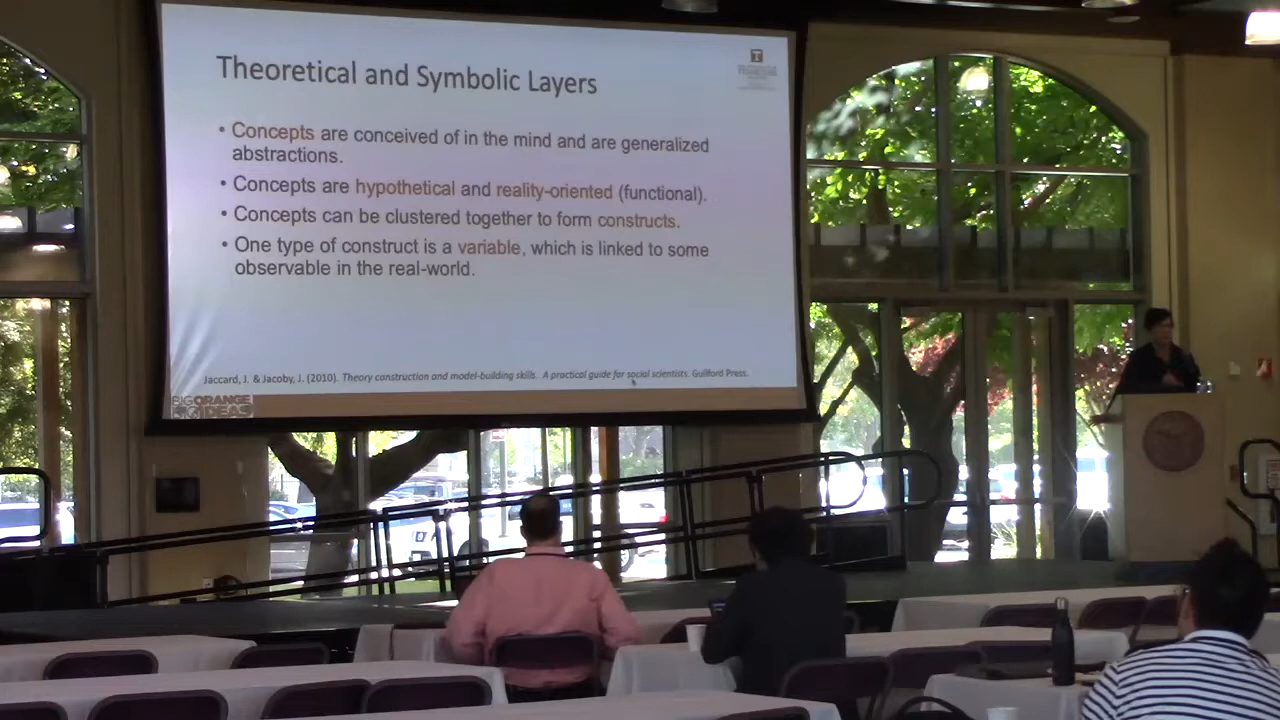 Theoretical and Symbolic Layers
• Concepts are conceived of in the mind and are generalized
abstractions.
• Concepts are hypothetical and reality-oriented (functional).
• Concepts can be clustered together to form constructs.
• One type of construct is a variable, which is linked to some
observable in the real-world.
Jaccard, J. & Jacoby, J. (2010). Theory construction and model-building skills. A practical guide for social scientists. Guilford Press.
BIG ORANGE
BIG IDEAS